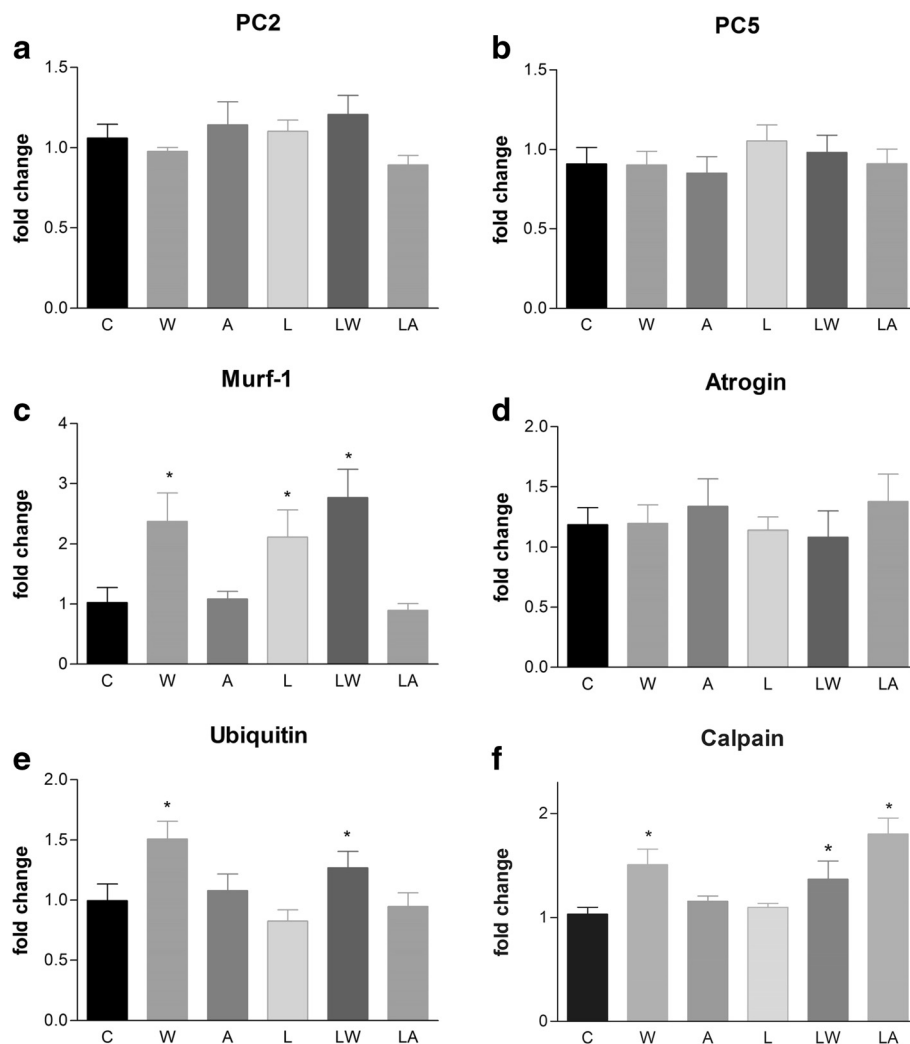 PC2
a
fold change
1.5
1.0
0.5
0.0
C W A L LW LA
PC5
b
fold change
1.5
1.0
0.5
0.0
C W A L LW LA
Murf-1
c
fold change
4
3
2
1
0
* * *
C W A L LW LA
Atrogin
d
fold change
2.0
1.5
1.0
0.5
0.0
C W A L LW LA
Ubiquitin
e
fold change
2.0
1.5
1.0
0.5
0.0
* *
C W A L LW LA
Calpain
f
fold change
2
1
0
* * *
C W A L LW LA